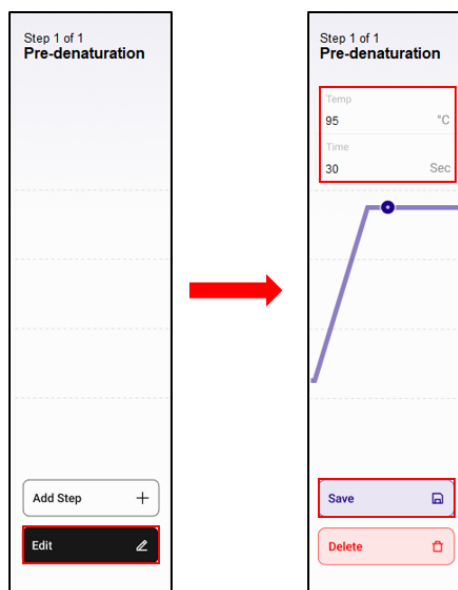 Step 1 of 1
Pre-denaturation
Add Step
Edit
Step 1 of 1
Pre-denaturation
Temp
95 °C
Time
30 Sec
Save
Delete